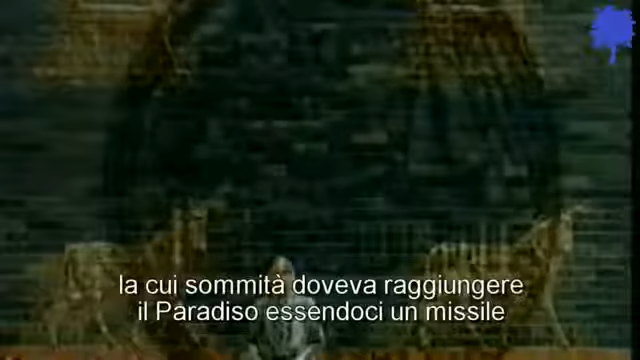 la cui sommità doveva raggiungere
il Paradiso essendoci un missile